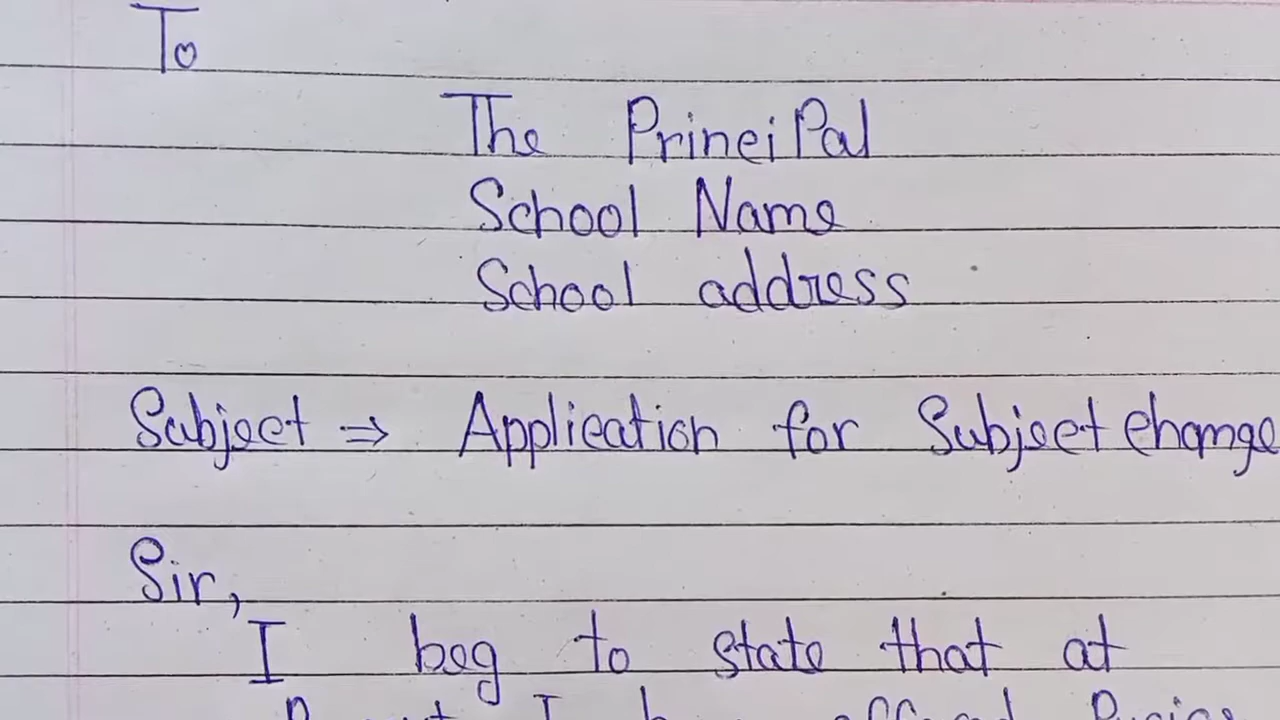 To
The Principal
School Name
School address
Subject ⇒ Application for Subject change
Sir,
I beg to state that at